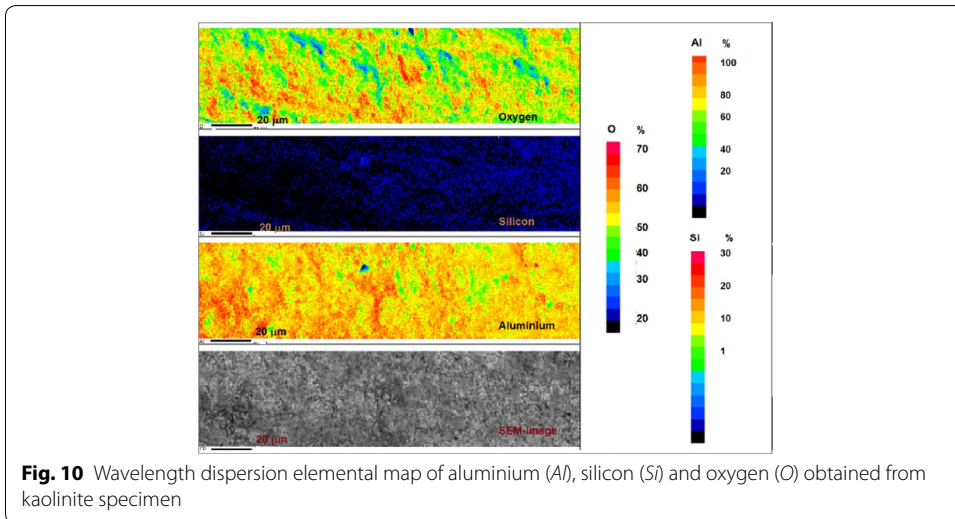 Oxygen
20 µm
Silicon
20 µm
Aluminium
20 µm
SEM-image
20 µm
O %
70
60
50
40
30
20
Al %
100
80
60
40
20
Si %
30
20
10
1
Fig. 10 Wavelength dispersion elemental map of aluminium (Al), silicon (Si) and oxygen (O) obtained from
kaolinite specimen